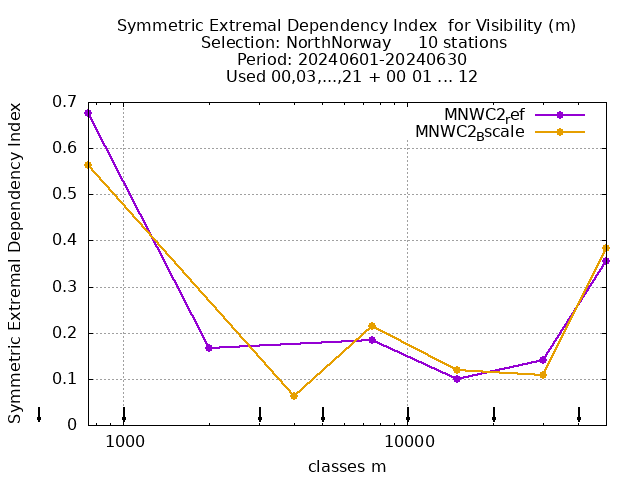 Symmetric Extremal Dependency Index  for Visibility (m)
Selection: NorthNorway     10 stations
Period: 20240601-20240630
Used 00,03,...,21 + 00 01 ... 12
MNWC2ref
MNWC2Bscale
Symmetric Extremal Dependency Index
0.7
0.6
0.5
0.4
0.3
0.2
0.1
0
1000
10000
classes m